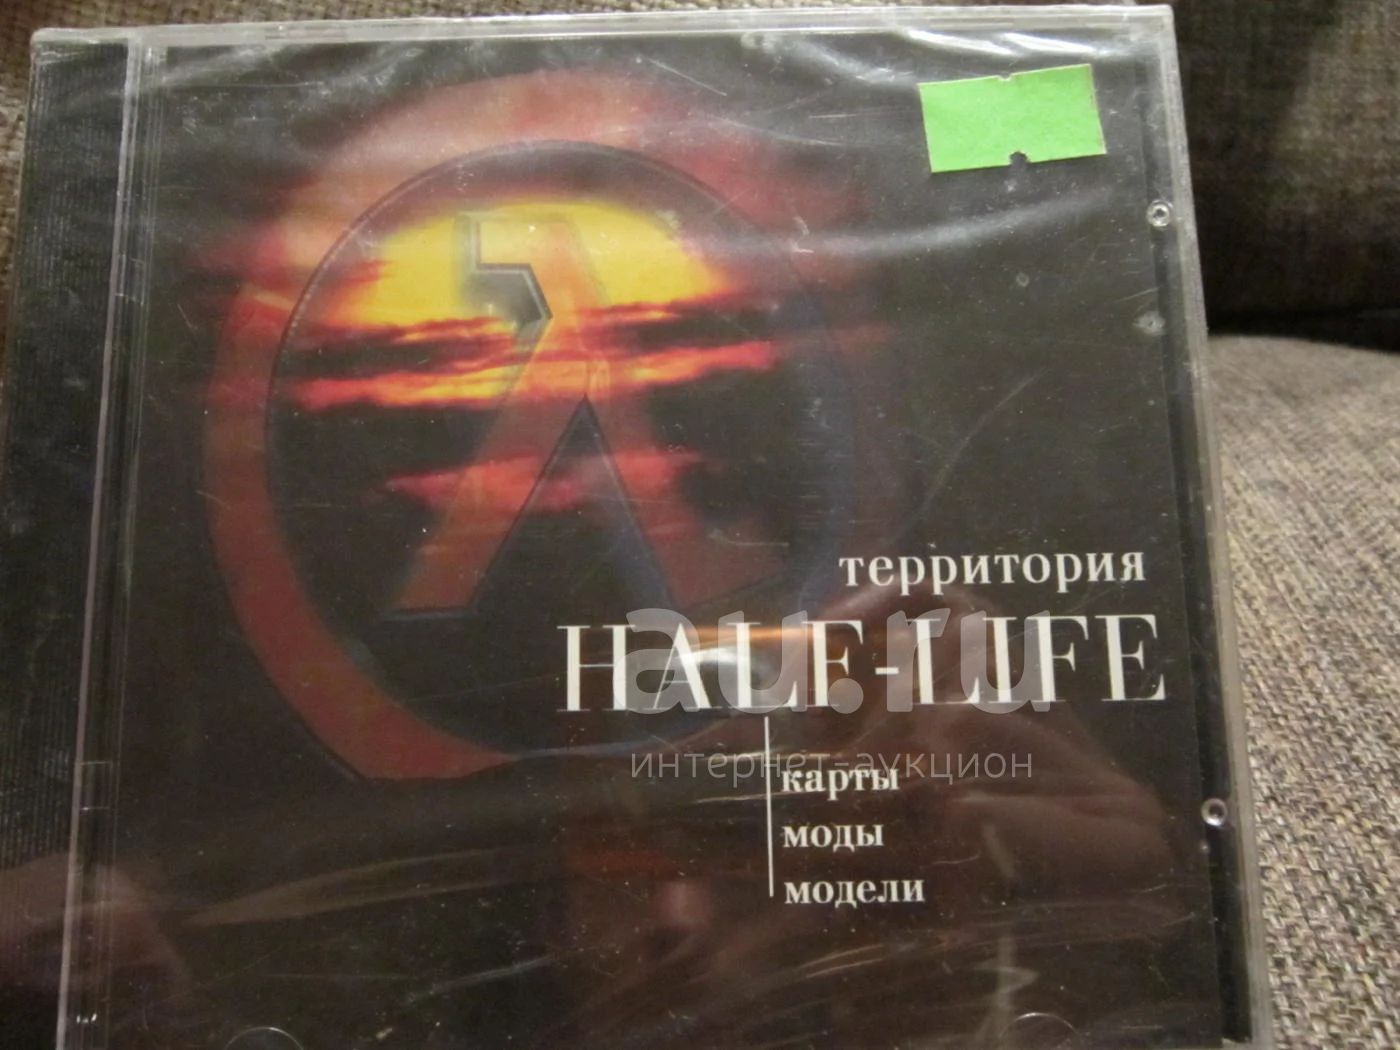 территория
HALF-LIFE
au.ru
интернет-аукцион
карты
моды
модели